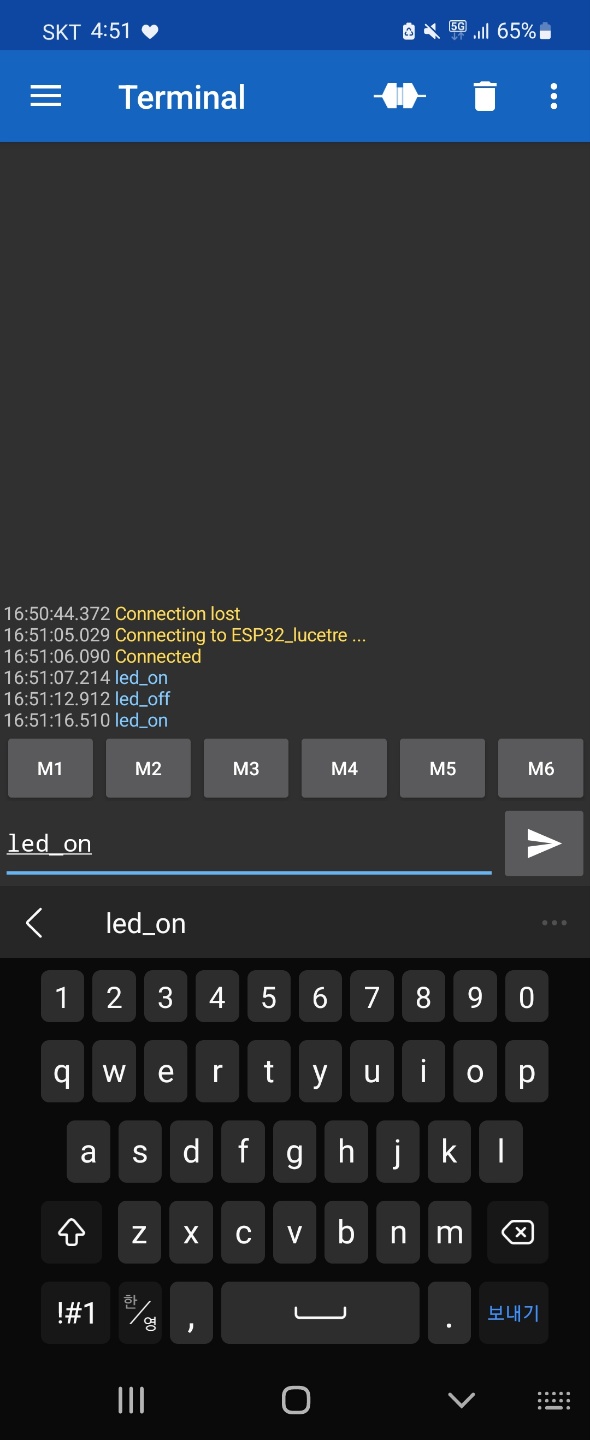 SKT 4:51 5G 65%
Terminal
16:50:44.372 Connection lost
16:51:05.029 Connecting to ESP32_lucetre ...
16:51:06.090 Connected
16:51:07.214 led_on
16:51:12.912 led_off
16:51:16.510 led_on
M1 M2 M3 M4 M5 M6
led_on
led_on
1 2 3 4 5 6 7 8 9 0
q w e r t y u i o p
a s d f g h j k l
z x c v b n m
!#1 한/영 , . 보내기